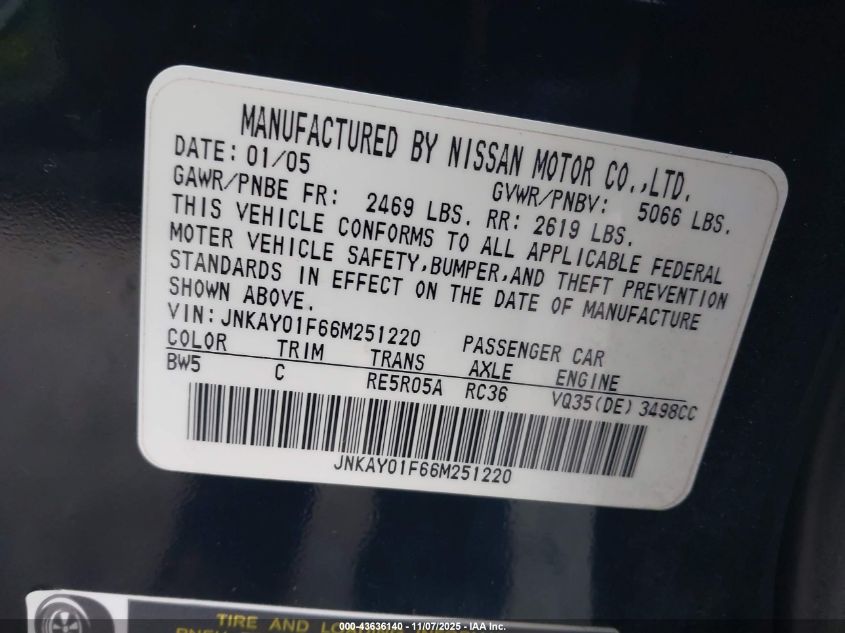 MANUFACTURED BY NISSAN MOTOR CO.,LTD.
DATE: 01/05 GVWR/PNBV: 5066 LBS.
GAWR/PNBE FR: 2469 LBS. RR: 2619 LBS.
THIS VEHICLE CONFORMS TO ALL APPLICABLE FEDERAL
MOTER VEHICLE SAFETY,BUMPER,AND THEFT PREVENTION
STANDARDS IN EFFECT ON THE DATE OF MANUFACTURE
SHOWN ABOVE.
VIN: JNKAY01F66M251220 PASSENGER CAR
COLOR TRIM TRANS AXLE ENGINE
BW5 C RE5R05A RC36 VQ35(DE) 3498CC
JNKAY01F66M251220
TIRE AND
000-43636140 - 11/07/2025 - IAA Inc.